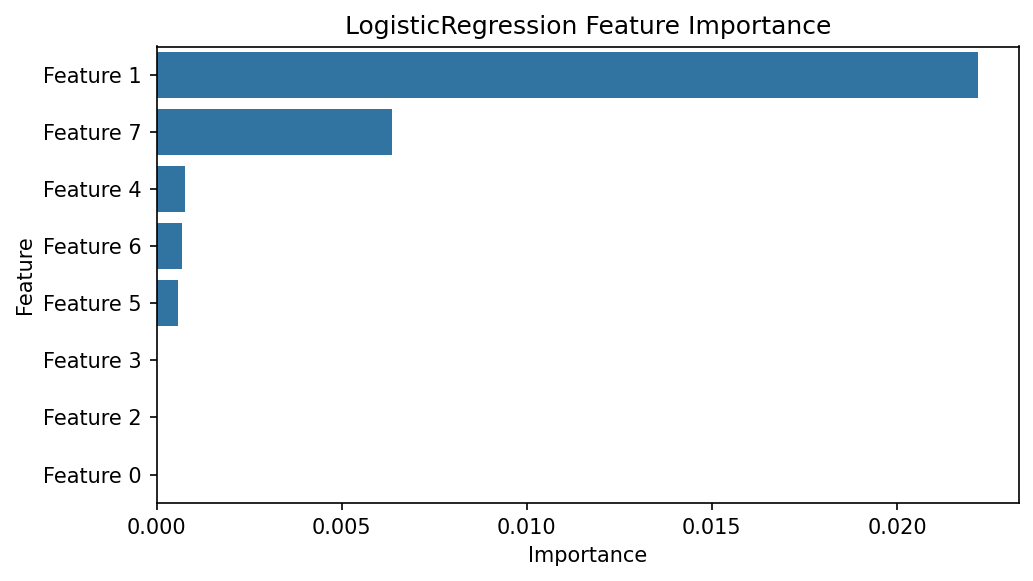 LogisticRegression Feature Importance
Feature 1
Feature 7
Feature 4
Feature 6
Feature 5
Feature 3
Feature 2
Feature 0
Feature
0.000
0.005
0.010
0.015
0.020
Importance